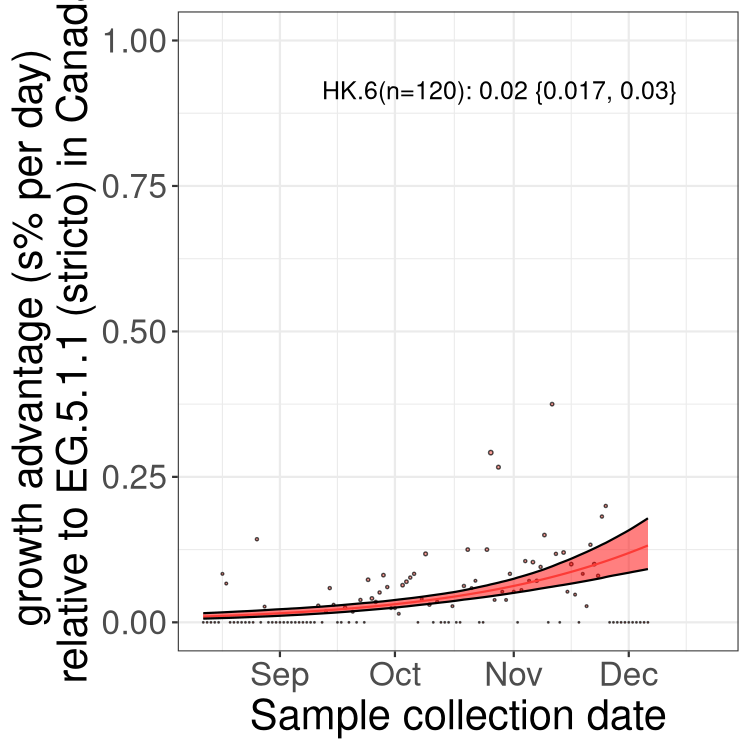 growth advantage (s% per day)
relative to EG.5.1.1 (stricto) in Canada
1.00
0.75
0.50
0.25
0.00
HK.6(n=120): 0.02 {0.017, 0.03}
Sep Oct Nov Dec
Sample collection date